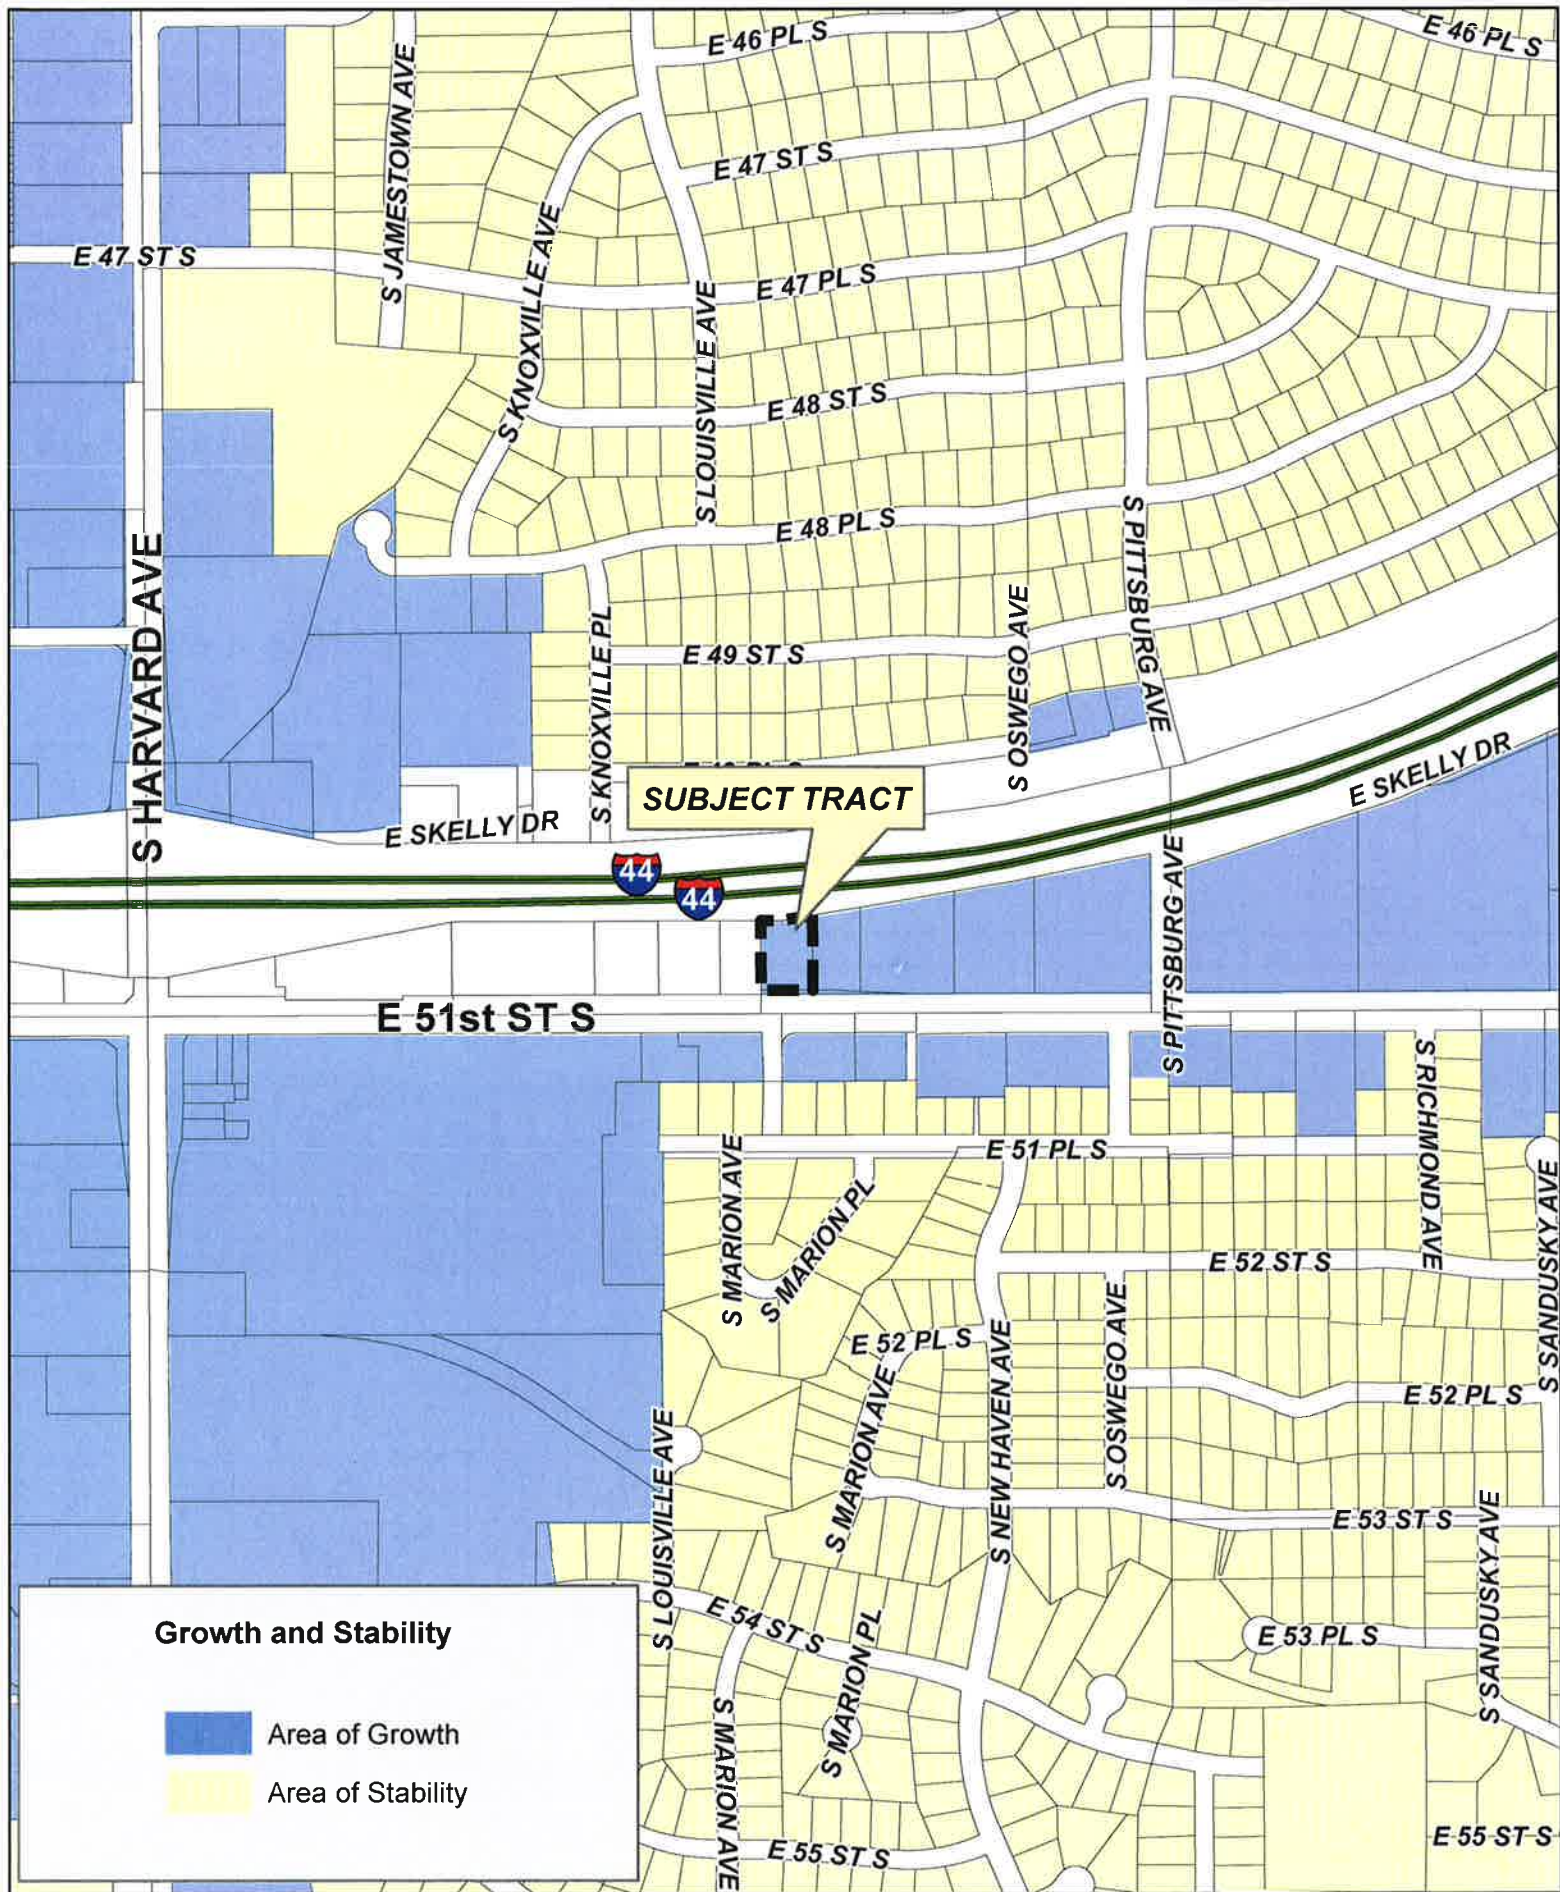 E 46 PL S
E 46 PL S
S JAMESTOWN AVE
E 47 ST S
E 47 ST S
S KNOXVILLE AVE
E 47 PL S
S LOUISVILLE AVE
E 48 ST S
E 48 PL S
S PITTSBURG AVE
S HARVARD AVE
S OSWEGO AVE
S KNOXVILLE PL
E 49 ST S
E SKELLY DR
SUBJECT TRACT
E SKELLY DR
44
44
S PITTSBURG AVE
E 51st ST S
S RICHMOND AVE
E 51 PL S
S MARION AVE
S MARION PL
S SANDUSKY AVE
E 52 ST S
S OSWEGO AVE
E 52 PL S
S NEW HAVEN AVE
S MARION AVE
E 52 PL S
S LOUISVILLE AVE
E 53 ST S
S SANDUSKY AVE
E 54 ST S
S MARION PL
E 53 PL S
S MARION AVE
E 55 ST S
E 55 ST S
Growth and Stability
Area of Growth
Area of Stability